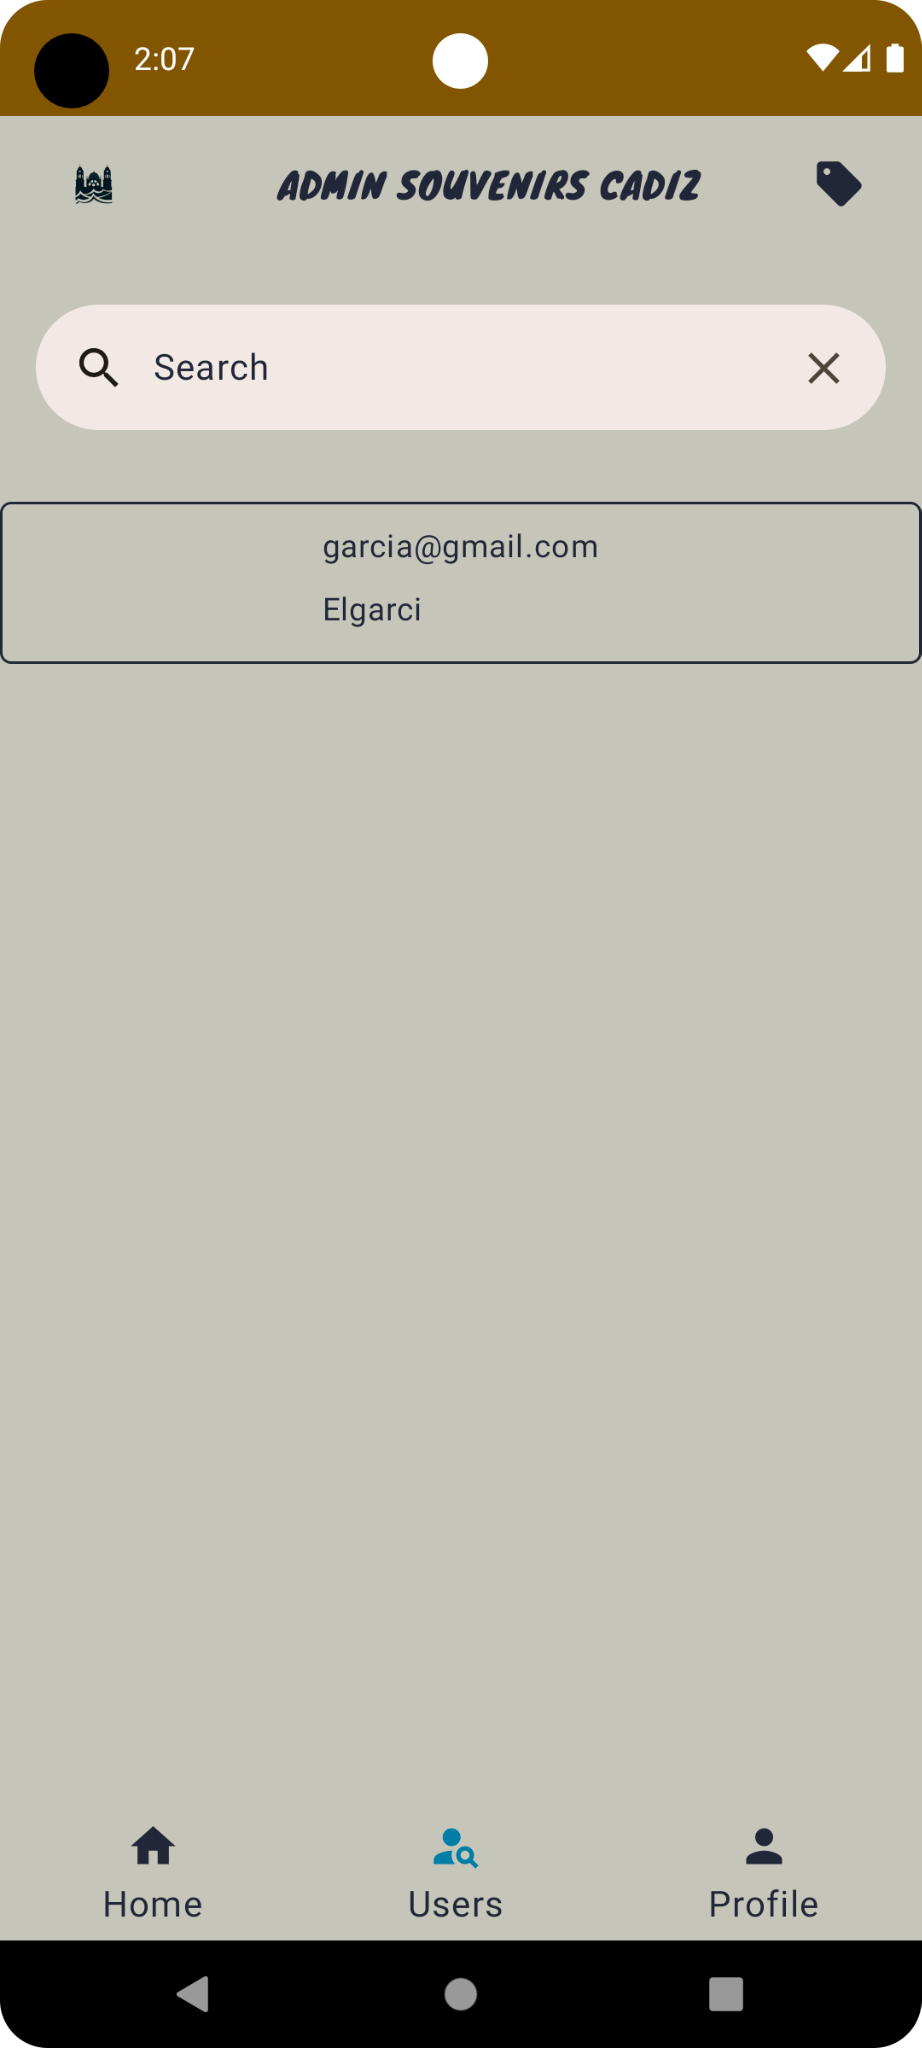 2:07
ADMIN SOUVENIRS CADIZ
Search
garcia@gmail.com
Elgarci
Home
Users
Profile